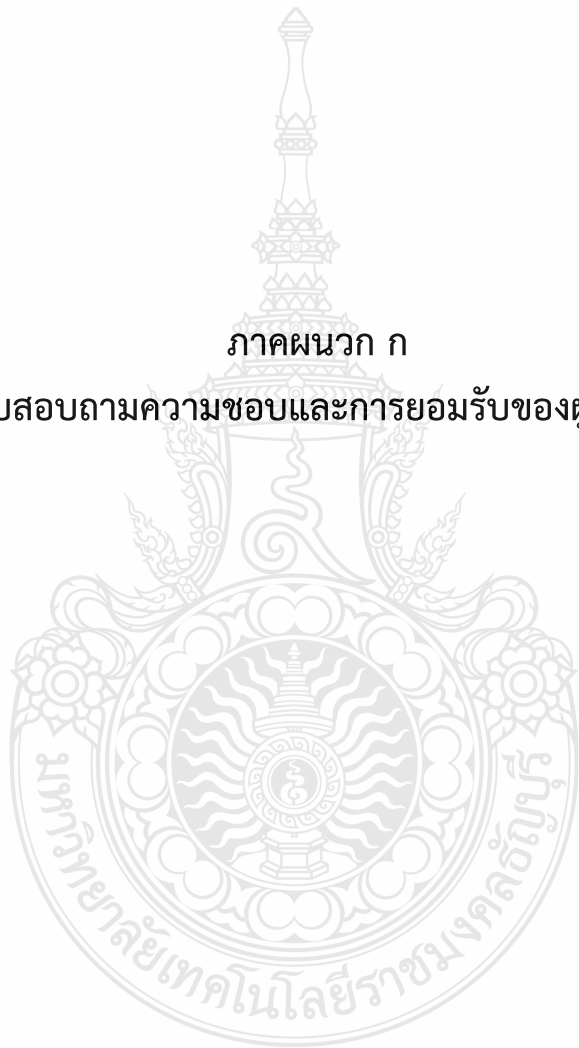 ภาคผนวก ก
บสอบถามความชอบและการยอมรับของผ
มหาวิทยาลัยเทคโนโลยีราชมงคลธัญบุรี